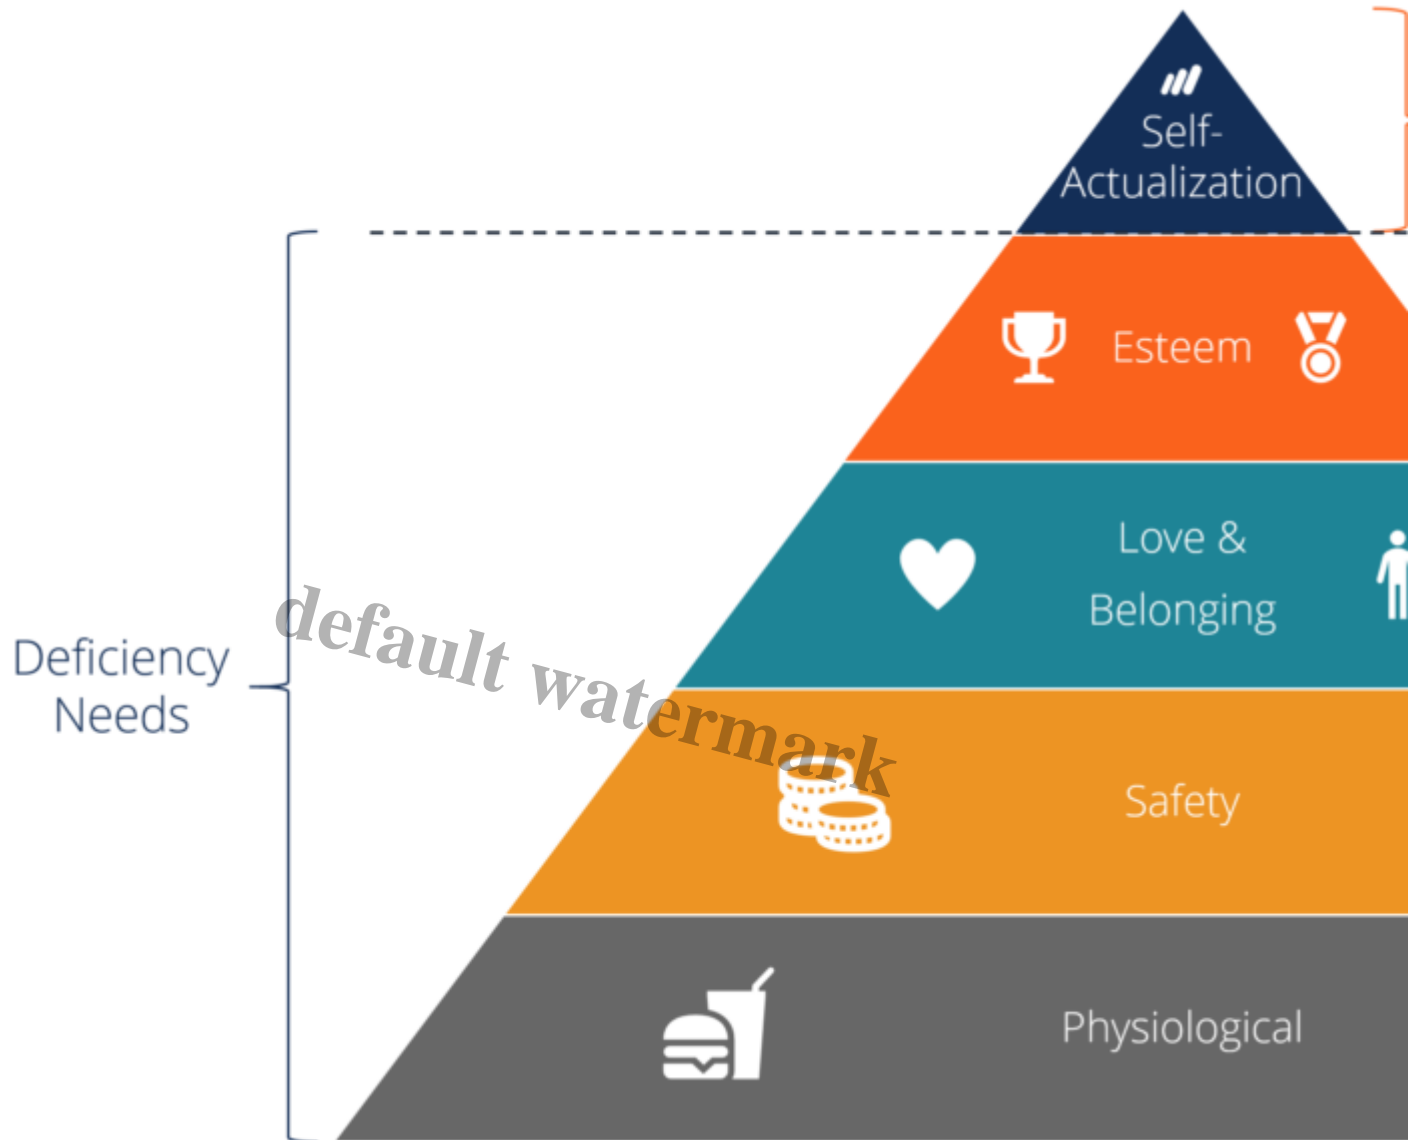 Self-
Actualization
Esteem
Love &
Belonging
Deficiency
Needs
default watermark
Safety
Physiological